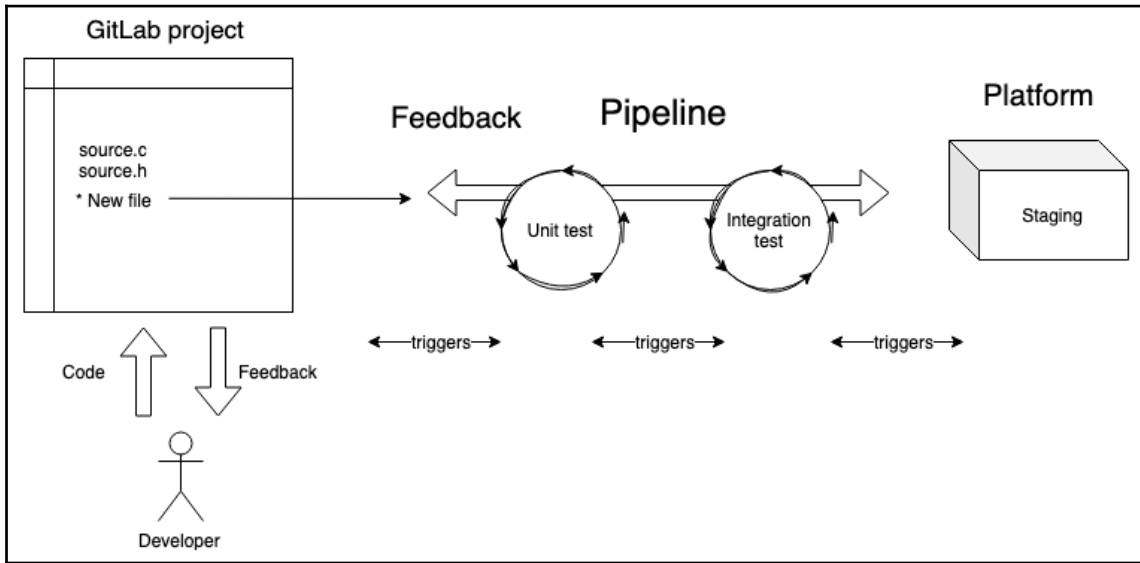 GitLab project
source.c
source.h
* New file
Code
Feedback
Developer
Feedback
Pipeline
Platform
Unit test
Integration
test
Staging
triggers
triggers
triggers